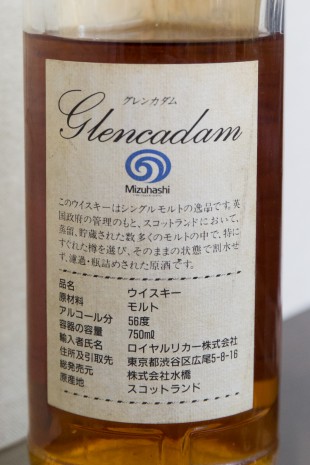 グレンカダム
Glencadam
Mizuhashi
このウイスキーはシングルモルトの逸品です。英
国政府の管理のもと、スコットランドにおいて、
蒸留、貯蔵された数多くのモルトの中で、特に
すぐれた樽を選び、そのままの状態で割水せ
ず、濾過・瓶詰めされた原酒です。
品名 ウイスキー
原材料 モルト
アルコール分 56度
容器の容量 750㎖
輸入者氏名 ロイヤルリカー株式会社
住所及引取先 東京都渋谷区広尾5-8-16
総発売元 株式会社水橋
原産地 スコットランド